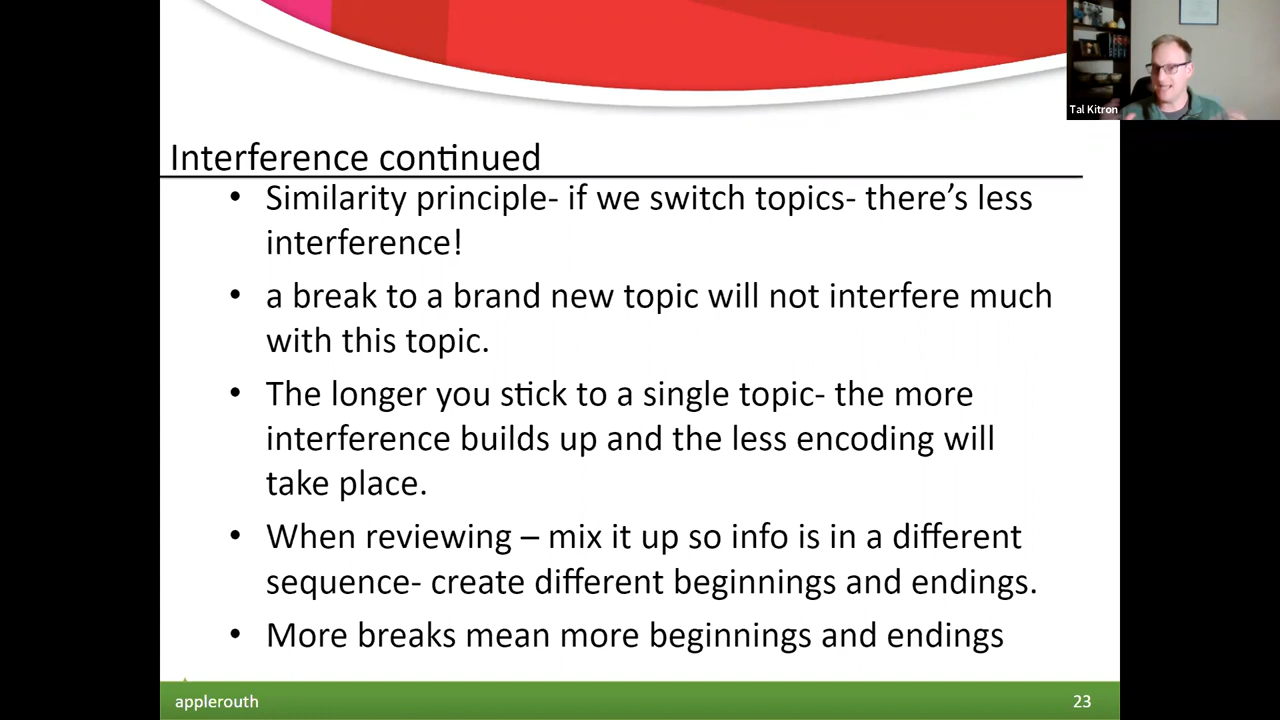 Tal Kitron
Interference continued
• Similarity principle- if we switch topics- there's less
interference!
• a break to a brand new topic will not interfere much
with this topic.
• The longer you stick to a single topic- the more
interference builds up and the less encoding will
take place.
• When reviewing – mix it up so info is in a different
sequence- create different beginnings and endings.
• More breaks mean more beginnings and endings
applerouth
23